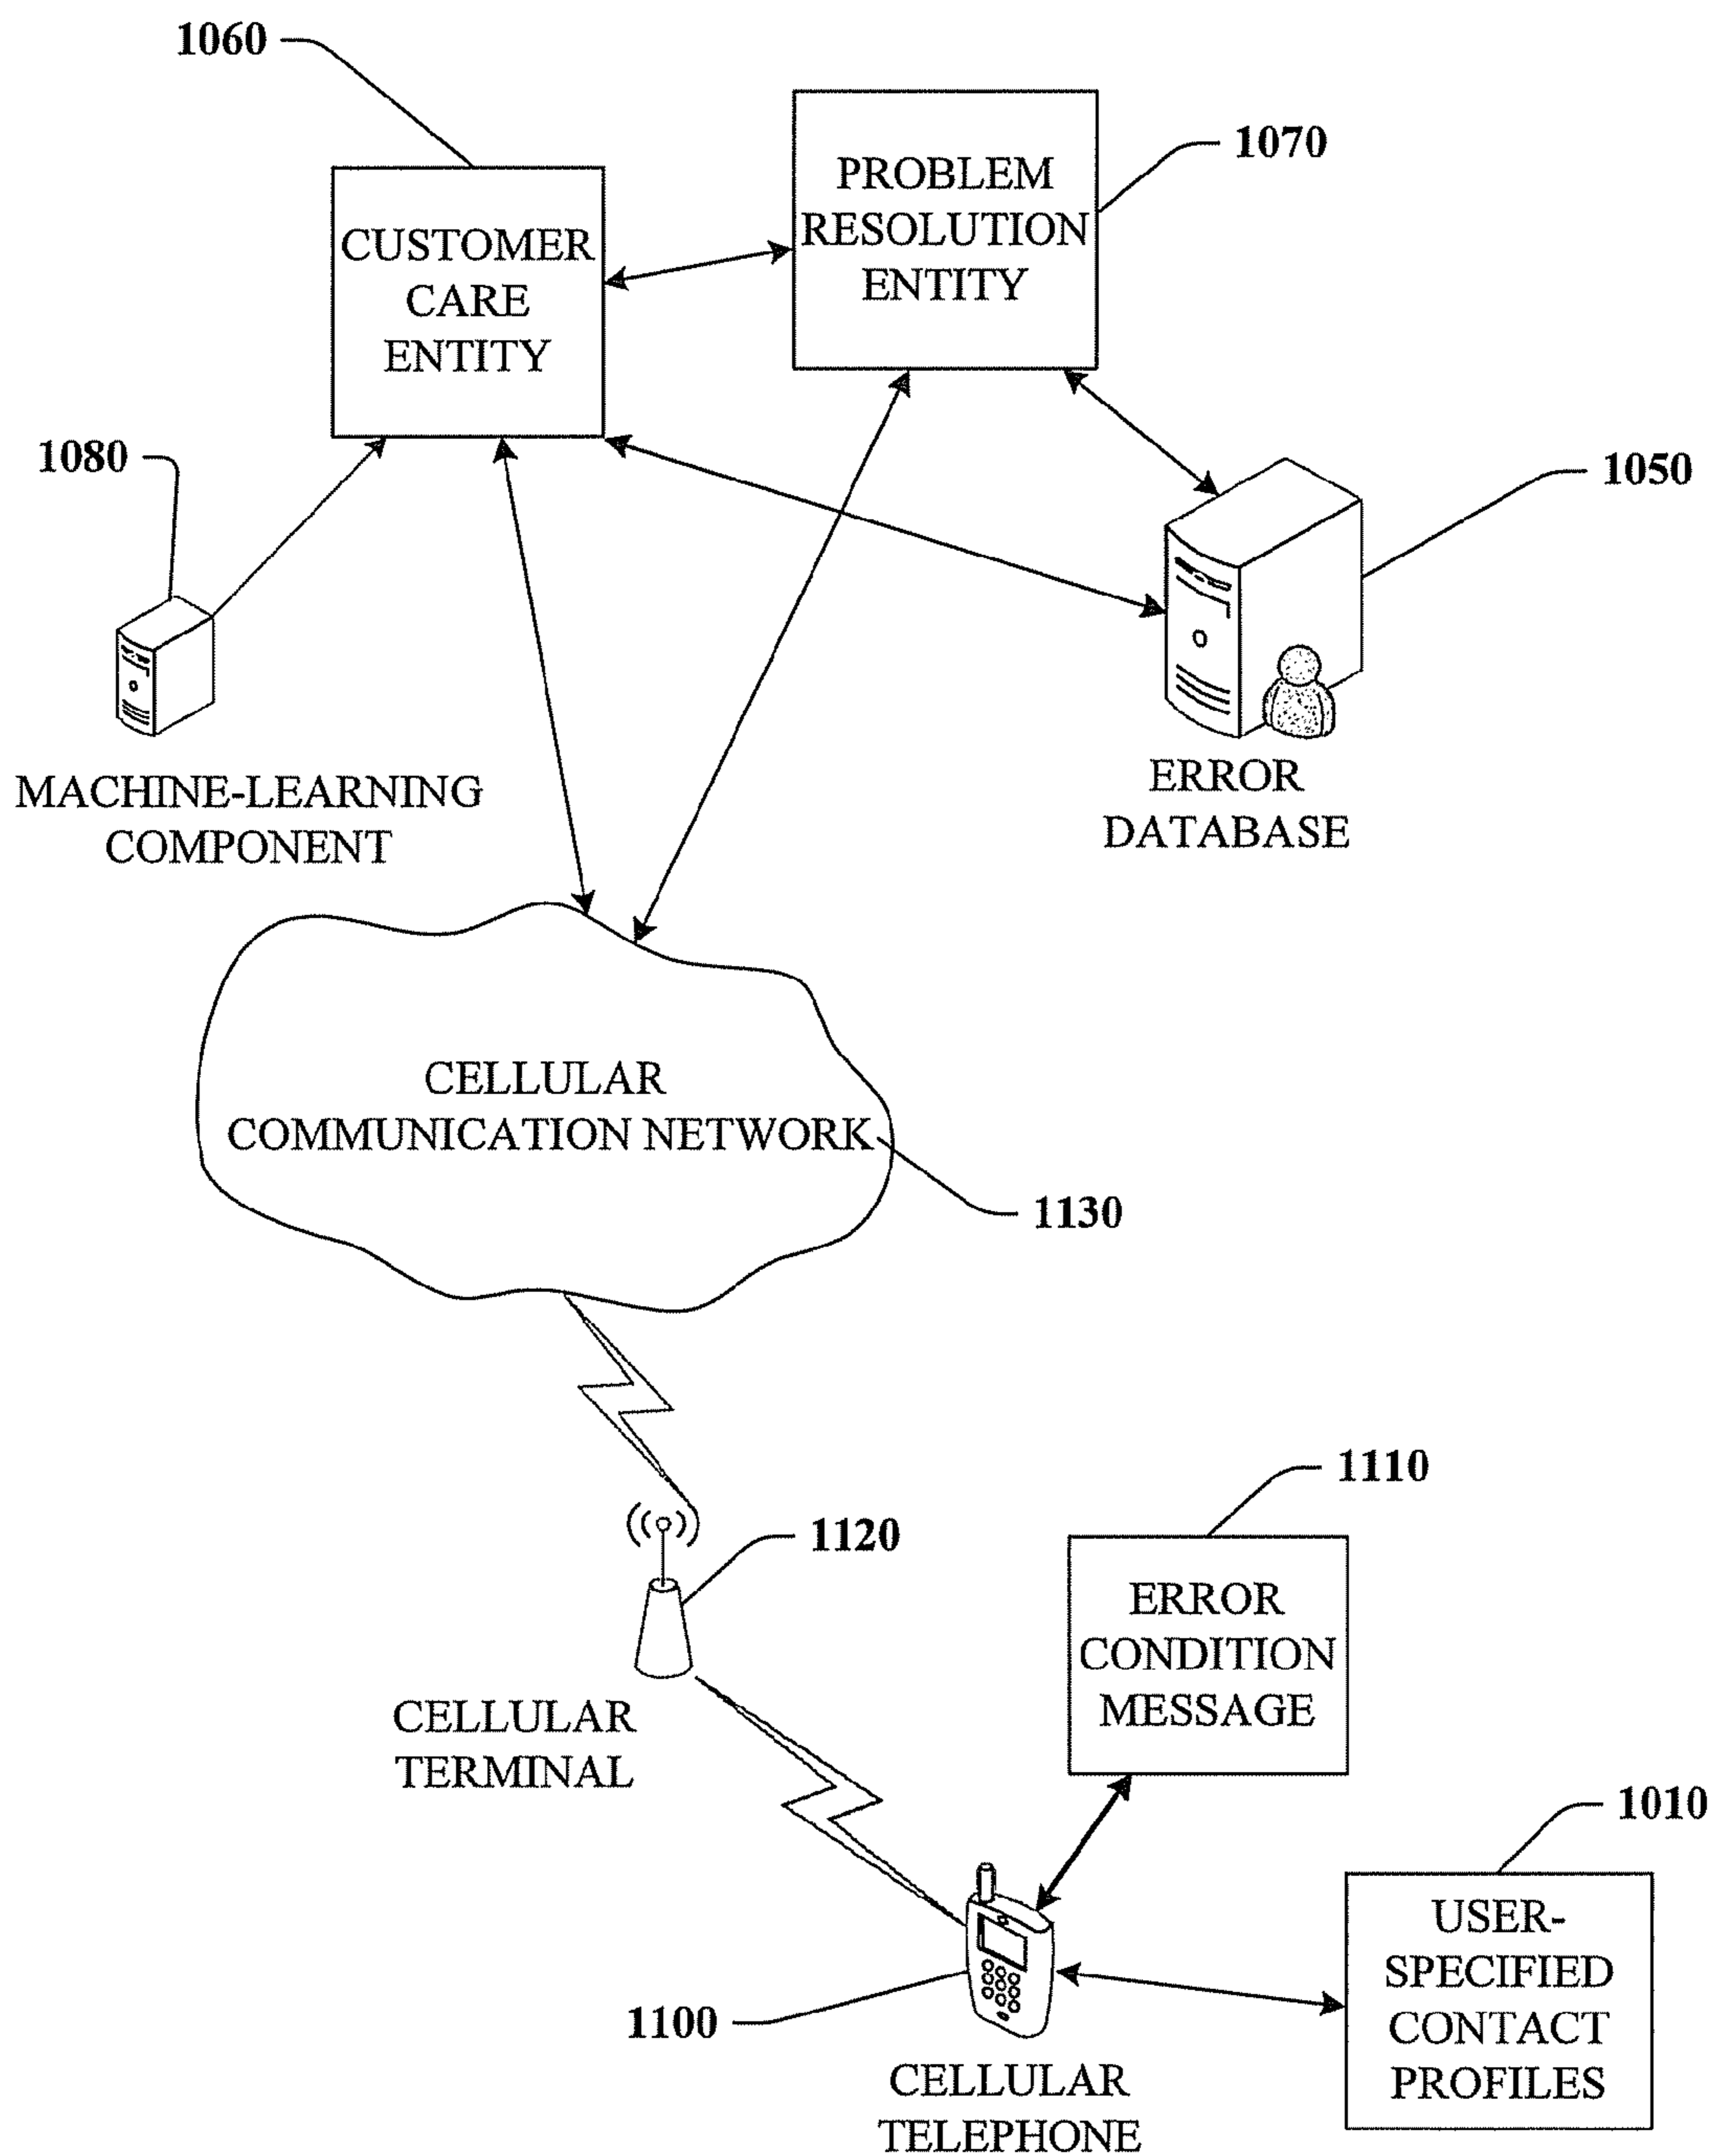 1060
1070
PROBLEM
RESOLUTION
ENTITY
CUSTOMER
CARE
ENTITY
1080
1050
MACHINE-LEARNING
COMPONENT
ERROR
DATABASE
CELLULAR
COMMUNICATION NETWORK
1130
1110
1120
ERROR
CONDITION
MESSAGE
CELLULAR
TERMINAL
1010
USER-
SPECIFIED
CONTACT
PROFILES
1100
CELLULAR
TELEPHONE